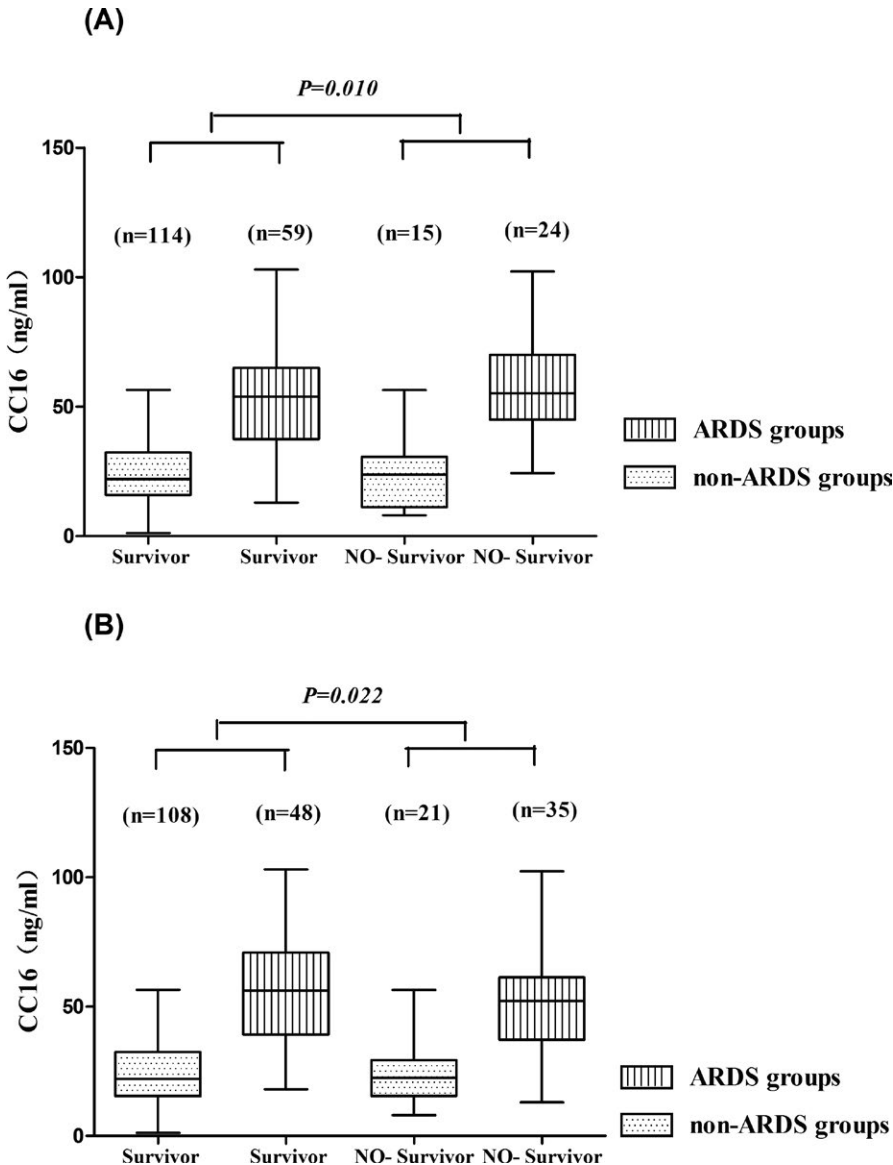 (A)
P=0.010
150
(n=114) (n=59) (n=15) (n=24)
100
CC16（ng/ml）
50
ARDS groups
non-ARDS groups
0
Survivor Survivor NO- Survivor NO- Survivor
(B)
P=0.022
150
(n=108) (n=48) (n=21) (n=35)
100
CC16（ng/ml）
50
ARDS groups
non-ARDS groups
0
Survivor Survivor NO- Survivor NO- Survivor